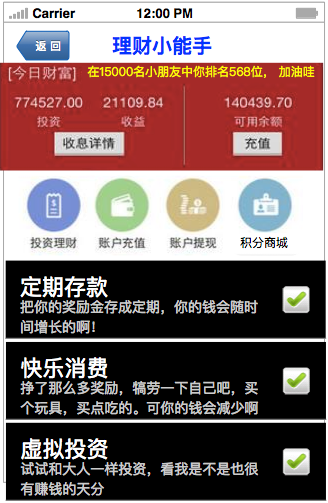 Carrier 12:00 PM
返 回 理财小能手
[今日财富] 在15000名小朋友中你排名568位， 加油哇
774527.00 21109.84 140439.70
投资 收益 可用余额
收息详情 充值
投资理财 账户充值 账户提现 积分商城
定期存款
把你的奖励金存成定期，你的钱会随时
间增长的啊！
快乐消费
挣了那么多奖励，犒劳一下自己吧，买
个玩具，买点吃的。可你的钱会减少啊
虚拟投资
试试和大人一样投资，看我是不是也很
有赚钱的天分